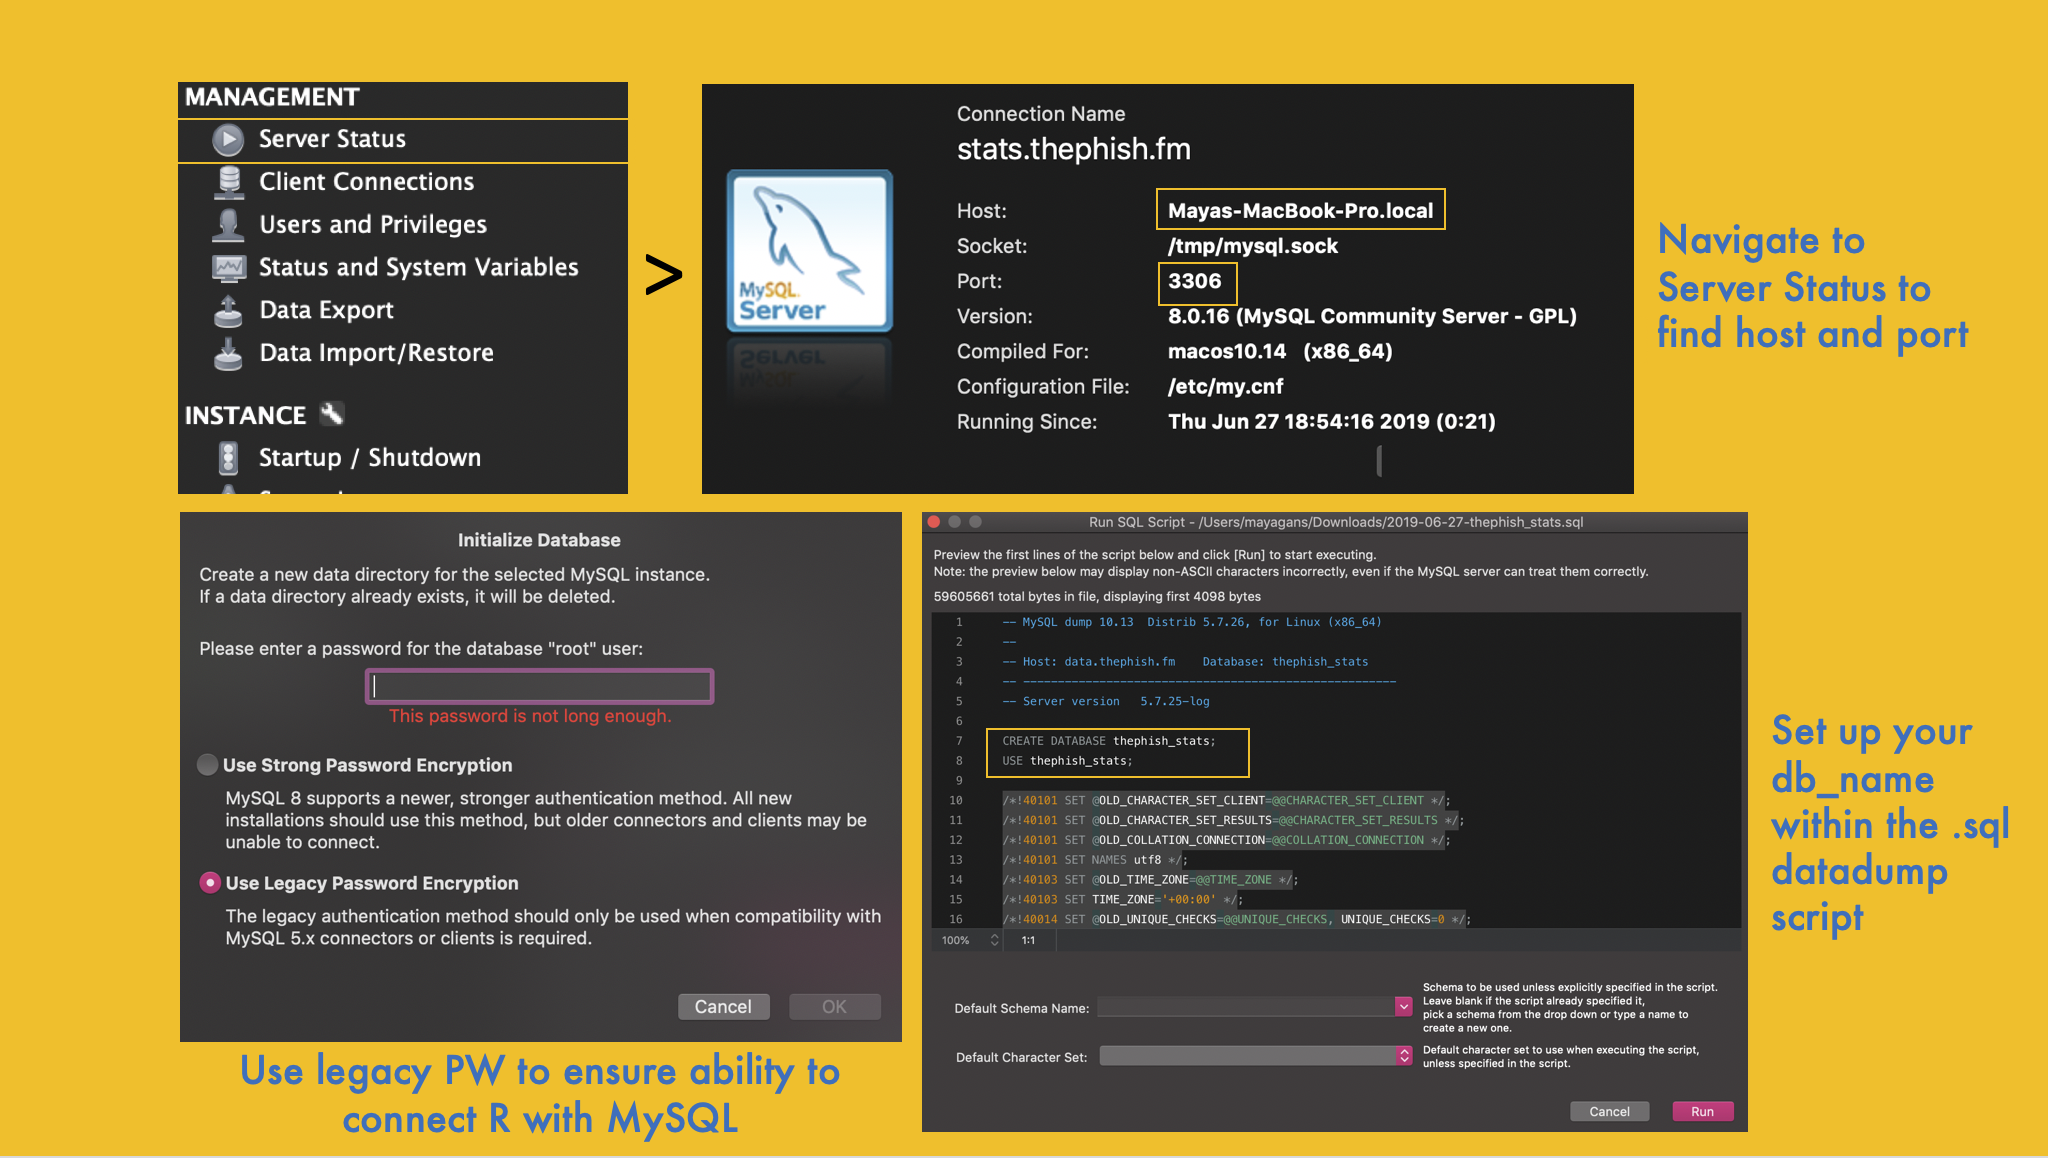 MANAGEMENT
Server Status
Client Connections
Users and Privileges
Status and System Variables
Data Export
Data Import/Restore
INSTANCE
Startup / Shutdown
>
Connection Name
stats.thephish.fm
MySQL
Server
Host: Mayas-MacBook-Pro.local
Socket: /tmp/mysql.sock
Port: 3306
Version: 8.0.16 (MySQL Community Server - GPL)
Compiled For: macos10.14 (x86_64)
Configuration File: /etc/my.cnf
Running Since: Thu Jun 27 18:54:16 2019 (0:21)
Navigate to
Server Status to
find host and port
Initialize Database
Create a new data directory for the selected MySQL instance.
If a data directory already exists, it will be deleted.
Please enter a password for the database "root" user:
This password is not long enough.
Use Strong Password Encryption
MySQL 8 supports a newer, stronger authentication method. All new
installations should use this method, but older connectors and clients may be
unable to connect.
Use Legacy Password Encryption
The legacy authentication method should only be used when compatibility with
MySQL 5.x connectors or clients is required.
Cancel OK
Use legacy PW to ensure ability to
connect R with MySQL
Run SQL Script - /Users/mayagans/Downloads/2019-06-27-thephish_stats.sql
Preview the first lines of the script below and click [Run] to start executing.
Note: the preview below may display non-ASCII characters incorrectly, even if the MySQL server can treat them correctly.
59605661 total bytes in file, displaying first 4098 bytes
1 -- MySQL dump 10.13 Distrib 5.7.26, for Linux (x86_64)
2 --
3 -- Host: data.thephish.fm Database: thephish_stats
4 -- ------------------------------------------------------
5 -- Server version 5.7.25-log
6
7 CREATE DATABASE thephish_stats;
8 USE thephish_stats;
9
10 /*!40101 SET @OLD_CHARACTER_SET_CLIENT=@@CHARACTER_SET_CLIENT */;
11 /*!40101 SET @OLD_CHARACTER_SET_RESULTS=@@CHARACTER_SET_RESULTS */;
12 /*!40101 SET @OLD_COLLATION_CONNECTION=@@COLLATION_CONNECTION */;
13 /*!40101 SET NAMES utf8 */;
14 /*!40103 SET @OLD_TIME_ZONE=@@TIME_ZONE */;
15 /*!40103 SET TIME_ZONE='+00:00' */;
16 /*!40014 SET @OLD_UNIQUE_CHECKS=@@UNIQUE_CHECKS, UNIQUE_CHECKS=0 */;
100% 1:1
Default Schema Name:
Schema to be used unless explicitly specified in the script.
Leave blank if the script already specified it,
pick a schema from the drop down or type a name to
create a new one.
Default Character Set:
Default character set to use when executing the script,
unless specified in the script.
Cancel Run
Set up your
db_name
within the .sql
datadump
script